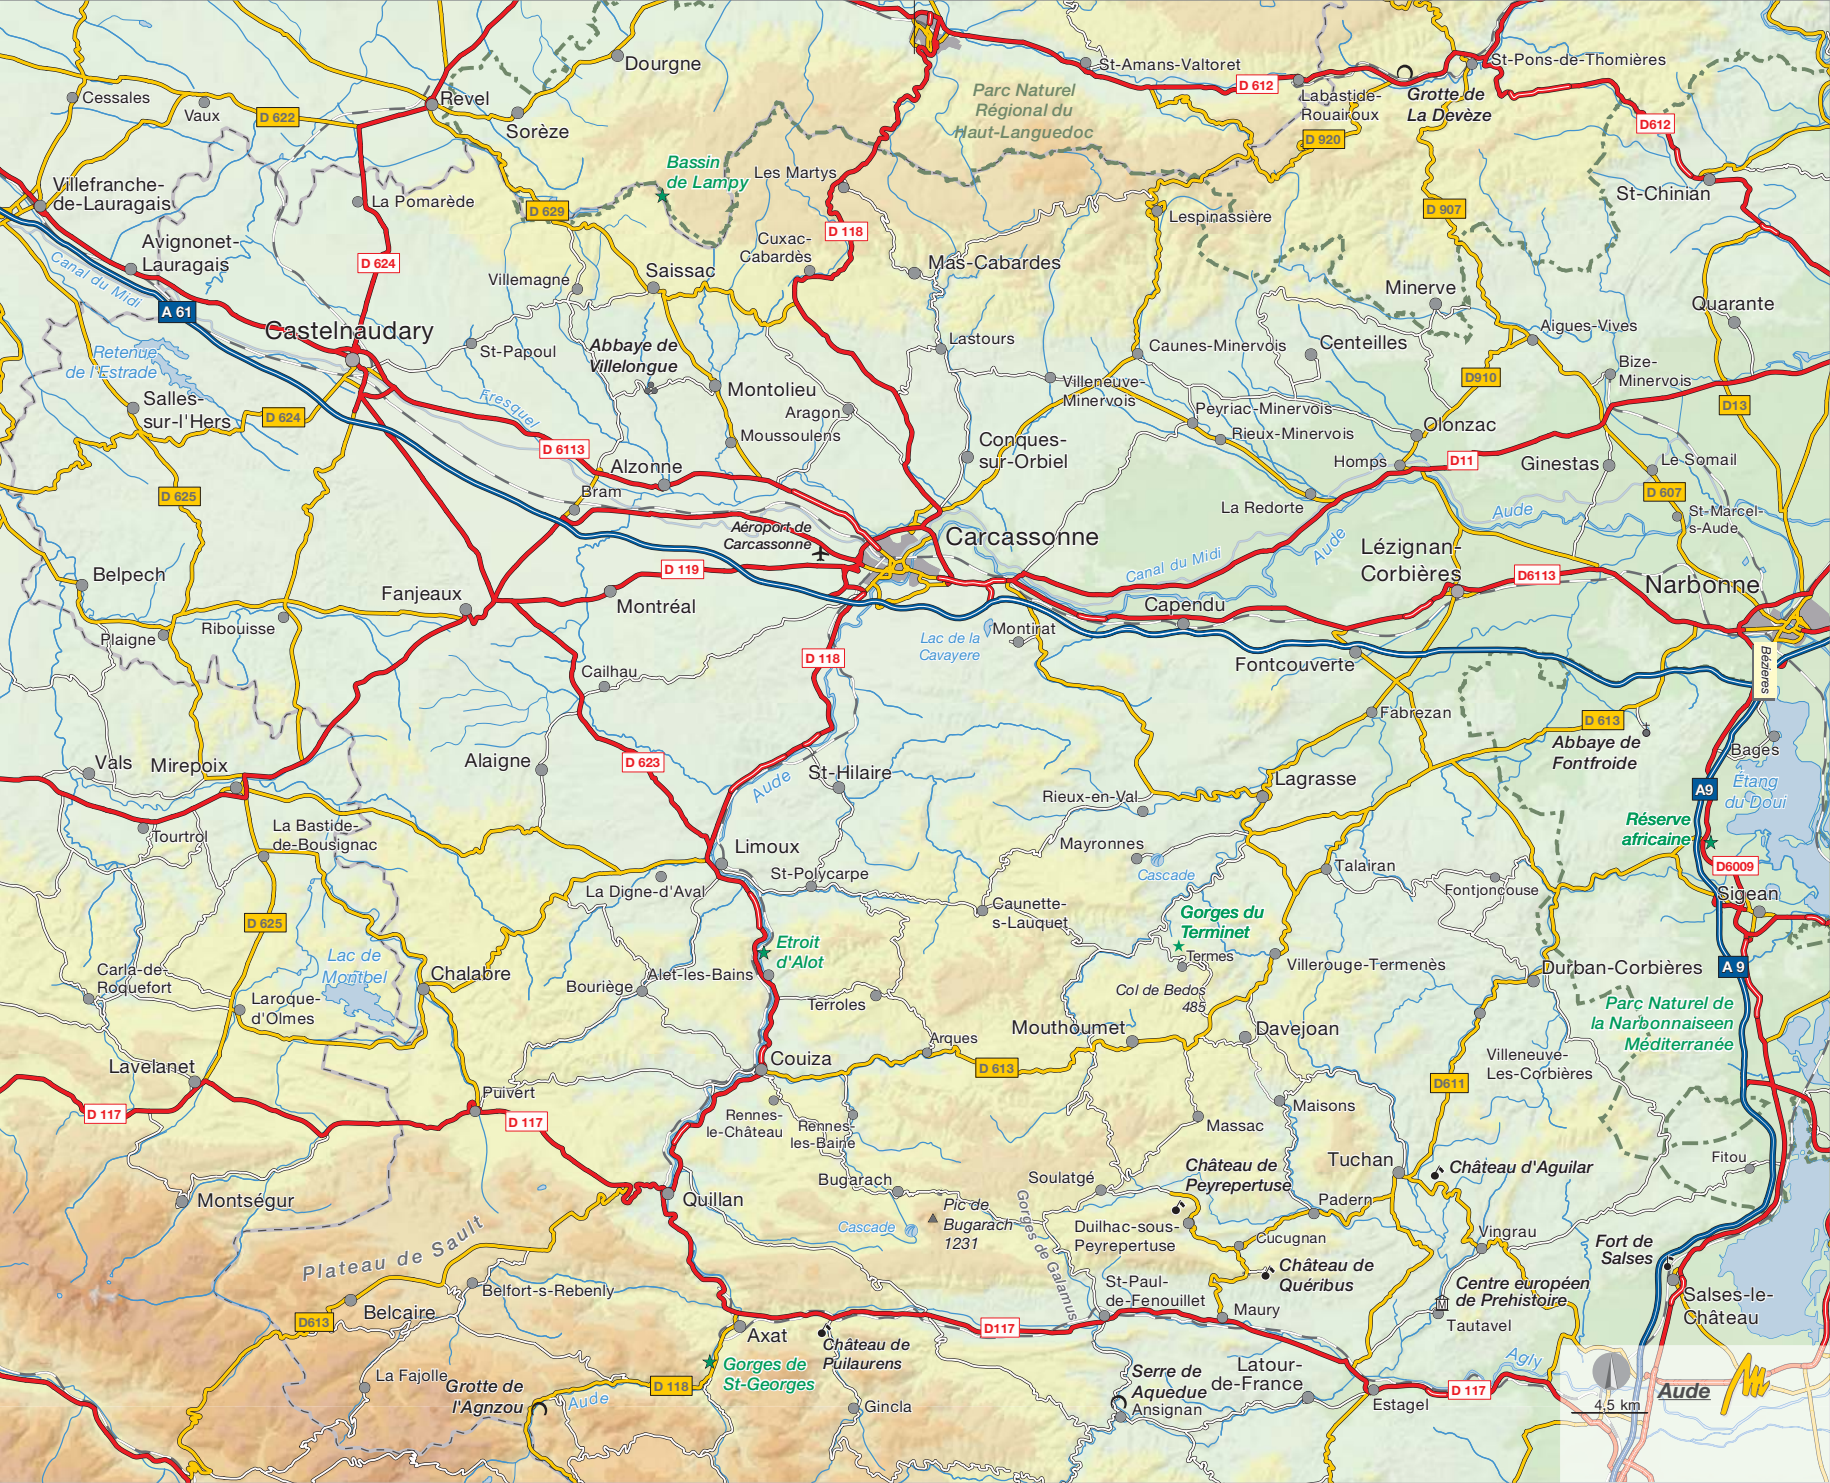 Dourgne
St-Amans-Valtoret
St-Pons-de-Thomières
D 612
Parc Naturel
Régional du
Haut-Languedoc
Labastide-
Rouairoux
Grotte de
La Devèze
Cessales
Vaux
D 622
Revel
Sorèze
D612
D 920
Bassin
de Lampy
Les Martys
St-Chinian
Villefranche-
de-Lauragais
La Pomarède
D 629
D 907
Lespinassière
D 118
Cuxac-
Cabardès
Avignonet-
Lauragais
D 624
Canal du Midi
Villemagne
Saissac
Mas-Cabardes
Minerve
Quarante
A 61
Castelnaudary
Aigues-Vives
Retenue
de l'Estrade
St-Papoul
Abbaye de
Villelongue
Lastours
Caunes-Minervois
Centeilles
Bize-
Minervois
D910
Salles-
sur-l'Hers
D 624
Fresquel
Montolieu
Aragon
Villeneuve-
Minervois
Peyriac-Minervois
D13
Moussoulens
Rieux-Minervois
Olonzac
D 6113
Conques-
sur-Orbiel
Homps
D11
Ginestas
Le Somail
Alzonne
Bram
D 625
D 607
La Redorte
Aude
St-Marcel-
s-Aude
Aéroport de
Carcassonne
Carcassonne
Aude
Canal du Midi
Lézignan-
Corbières
D6113
Narbonne
Belpech
D 119
Fanjeaux
Montréal
Capendu
Plaigne
Ribouisse
Lac de la
Cavayere
Montirat
D 118
Fontcouverte
Bézieres
Cailhau
Fabrezan
D 613
Abbaye de
Fontfroide
Bages
Vals
Mirepoix
Alaigne
D 623
St-Hilaire
Aude
Lagrasse
A9
Étang
du Doui
Rieux-en-Val
Réserve
africaine
Tourtrol
La Bastide-
de-Bousignac
Limoux
Mayronnes
Cascade
Talairan
D6009
La Digne-d'Aval
St-Polycarpe
Fontjoncouse
Sigean
Caunette-
s-Lauquet
Gorges du
Terminet
D 625
Etroit
d'Alot
Termes
Villerouge-Termenès
Lac de
Montbel
Carla-de-
Roquefort
Chalabre
Bouriège
Alet-les-Bains
Durban-Corbières
A 9
Laroque-
d'Olmes
Terroles
Col de Bedos
485
Parc Naturel de
la Narbonnaiseen
Méditerranée
Mouthoumet
Davejoan
Arques
Lavelanet
Couiza
D 613
Villeneuve-
Les-Corbières
D611
Puivert
D 117
D 117
Rennes-
le-Château
Rennes-
les-Baine
Maisons
Massac
Fitou
Tuchan
Château d'Aguilar
Château de
Peyrepertuse
Montségur
Quillan
Bugarach
Soulatgé
Padern
Pic de
Bugarach
1231
Cascade
Gorges de Galamus
Duilhac-sous-
Peyrepertuse
Cucugnan
Vingrau
Fort de
Salses
Plateau de Sault
Château de
Quéribus
Centre européen
de Prehistoire
Belfort-s-Rebenly
St-Paul-
de-Fenouillet
Salses-le-
Château
D613
Belcaire
Maury
Tautavel
D117
Axat
Château de
Puilaurens
Gorges de
St-Georges
La Fajolle
Grotte de
l'Agnzou
D 118
Aude
Serre de
Aquedue
Ansignan
Latour-
de-France
Agly
D 117
Estagel
Gincla
4,5 km
Aude